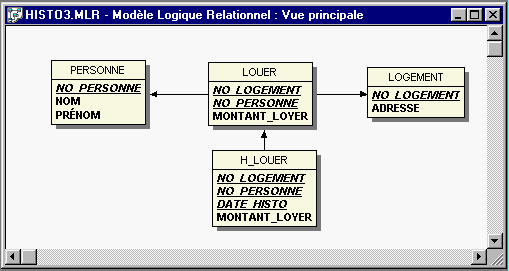 HISTO3.MLR - Modèle Logique Relationnel : Vue principale
PERSONNE
NO_PERSONNE
NOM
PRÉNOM
LOUER
NO_LOGEMENT
NO_PERSONNE
MONTANT_LOYER
LOGEMENT
NO_LOGEMENT
ADRESSE
H_LOUER
NO_LOGEMENT
NO_PERSONNE
DATE_HISTO
MONTANT_LOYER